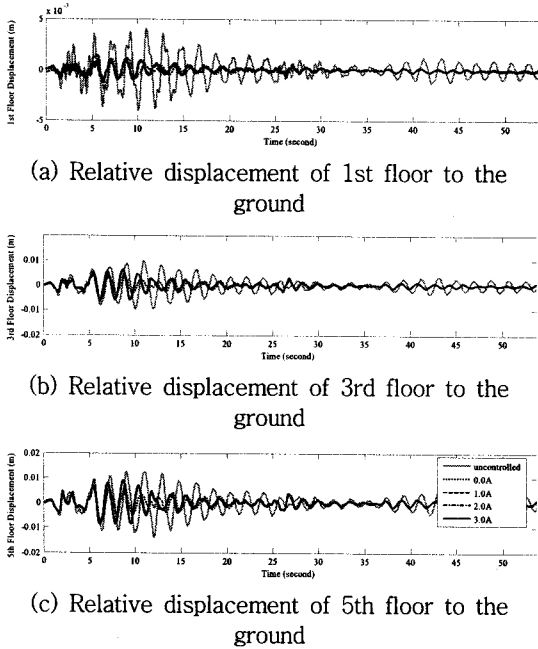 5 × 10⁻³
0
-5
1st Floor Displacement (m)
0 5 10 15 20 25 30 35 40 45 50
Time (second)
(a) Relative displacement of 1st floor to the
ground
0.01
0
-0.01
-0.02
3rd Floor Displacement (m)
0 5 10 15 20 25 30 35 40 45 50
Time (second)
(b) Relative displacement of 3rd floor to the
ground
0.02
0.01
0
-0.01
-0.02
5th Floor Displacement (m)
uncontrolled
0.0A
1.0A
2.0A
3.0A
0 5 10 15 20 25 30 35 40 45 50
Time (second)
(c) Relative displacement of 5th floor to the
ground